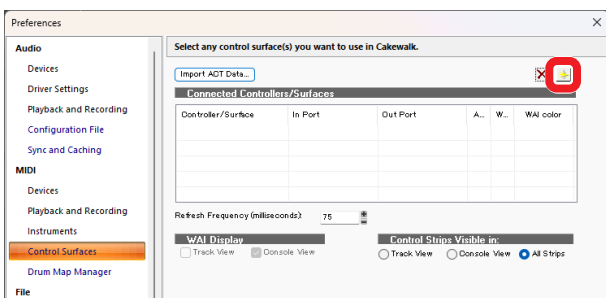 Preferences
Audio
Devices
Driver Settings
Playback and Recording
Configuration File
Sync and Caching
MIDI
Devices
Playback and Recording
Instruments
Control Surfaces
Drum Map Manager
File
Select any control surface(s) you want to use in Cakewalk.
Import ACT Data...
Connected Controllers/Surfaces
Controller/Surface In Port Out Port A... W... WAI color
Refresh Frequency (milliseconds): 75
WAI Display
Track View Console View
Control Strips Visible in:
Track View Console View All Strips